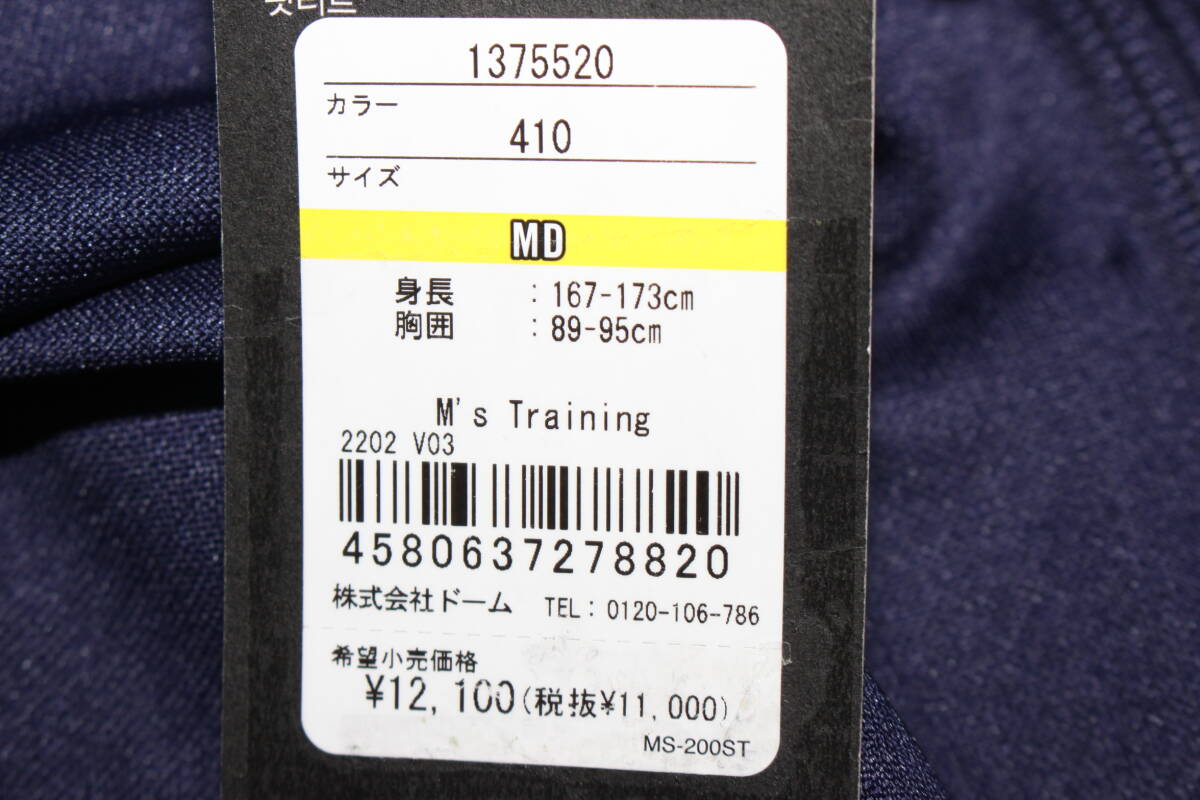 1375520
カラー
410
サイズ
MD
身長 : 167-173cm
胸囲 : 89-95cm
M's Training
2202 V03
4580637278820
株式会社ドーム TEL: 0120-106-786
希望小売価格
¥12,100(税抜¥11,000)
MS-200ST